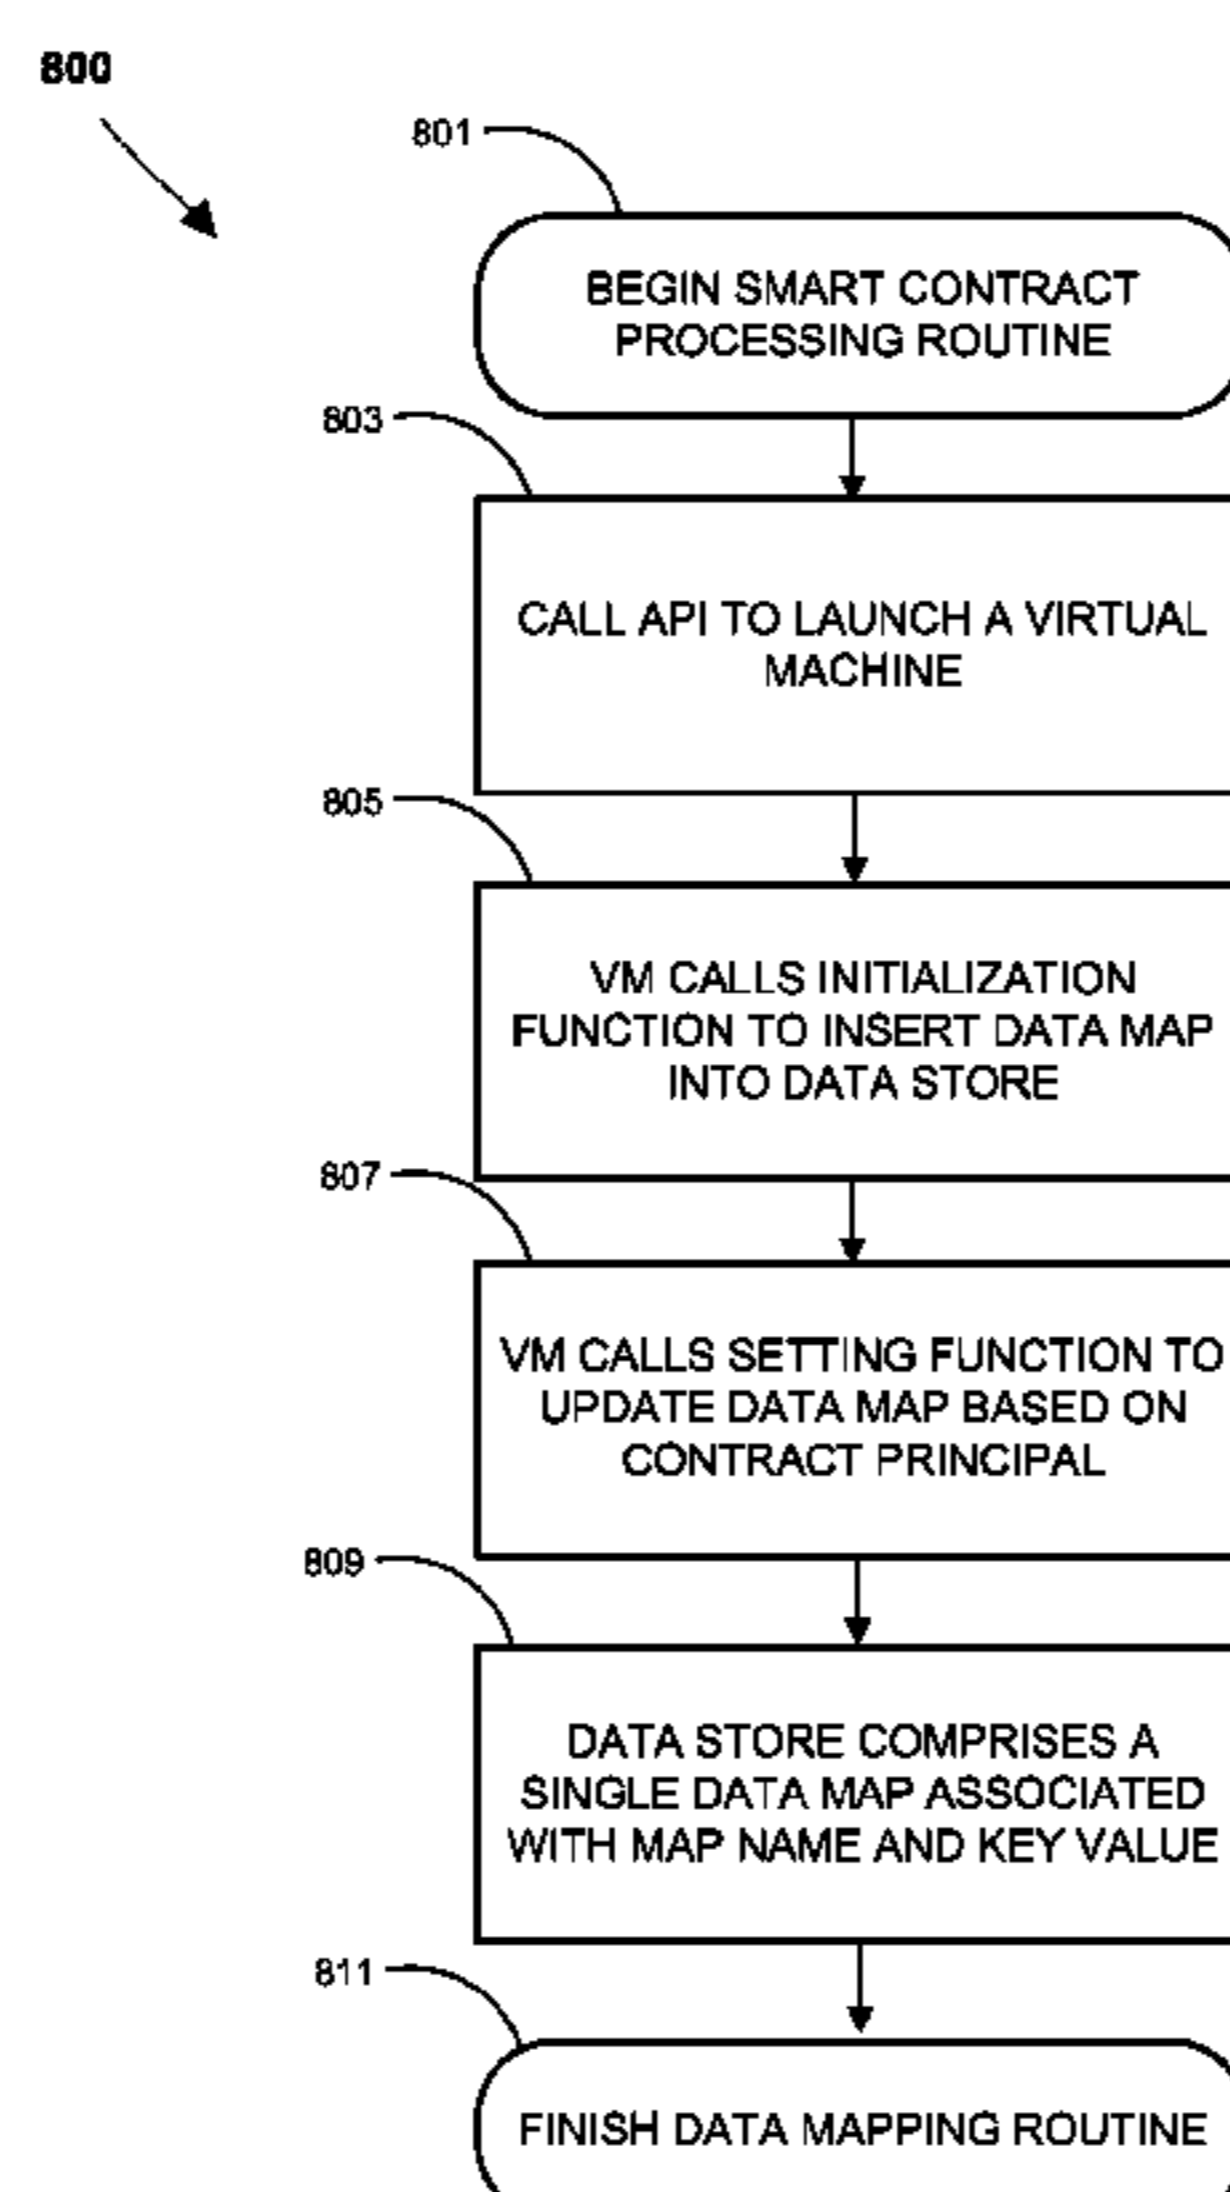 800
801
BEGIN SMART CONTRACT
PROCESSING ROUTINE
803
CALL API TO LAUNCH A VIRTUAL
MACHINE
805
VM CALLS INITIALIZATION
FUNCTION TO INSERT DATA MAP
INTO DATA STORE
807
VM CALLS SETTING FUNCTION TO
UPDATE DATA MAP BASED ON
CONTRACT PRINCIPAL
809
DATA STORE COMPRISES A
SINGLE DATA MAP ASSOCIATED
WITH MAP NAME AND KEY VALUE
811
FINISH DATA MAPPING ROUTINE